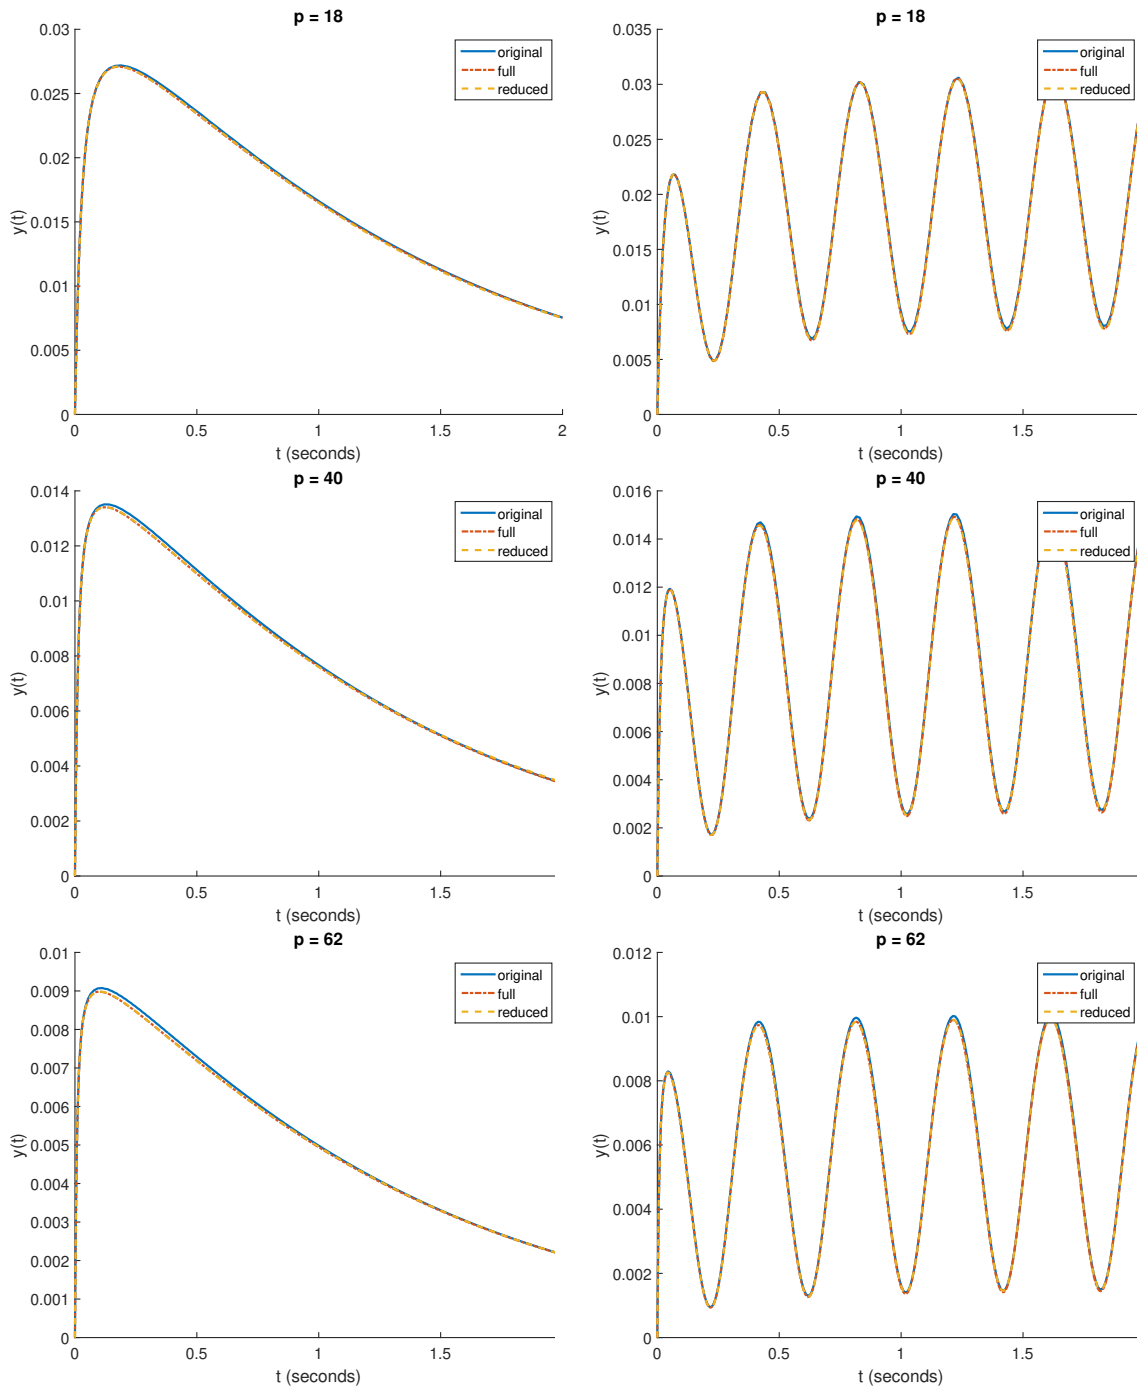 p = 18
0.03
0.025
0.02
0.015
0.01
0.005
0
y(t)
0 0.5 1 1.5 2
t (seconds)
original
full
reduced
p = 18
0.035
0.03
0.025
0.02
0.015
0.01
0.005
0
y(t)
0 0.5 1 1.5
t (seconds)
original
full
reduced
p = 40
0.014
0.012
0.01
0.008
0.006
0.004
0.002
0
y(t)
0 0.5 1 1.5
t (seconds)
original
full
reduced
p = 40
0.016
0.014
0.012
0.01
0.008
0.006
0.004
0.002
0
y(t)
0 0.5 1 1.5
t (seconds)
original
full
reduced
p = 62
0.01
0.009
0.008
0.007
0.006
0.005
0.004
0.003
0.002
0.001
0
y(t)
0 0.5 1 1.5
t (seconds)
original
full
reduced
p = 62
0.012
0.01
0.008
0.006
0.004
0.002
0
y(t)
0 0.5 1 1.5
t (seconds)
original
full
reduced